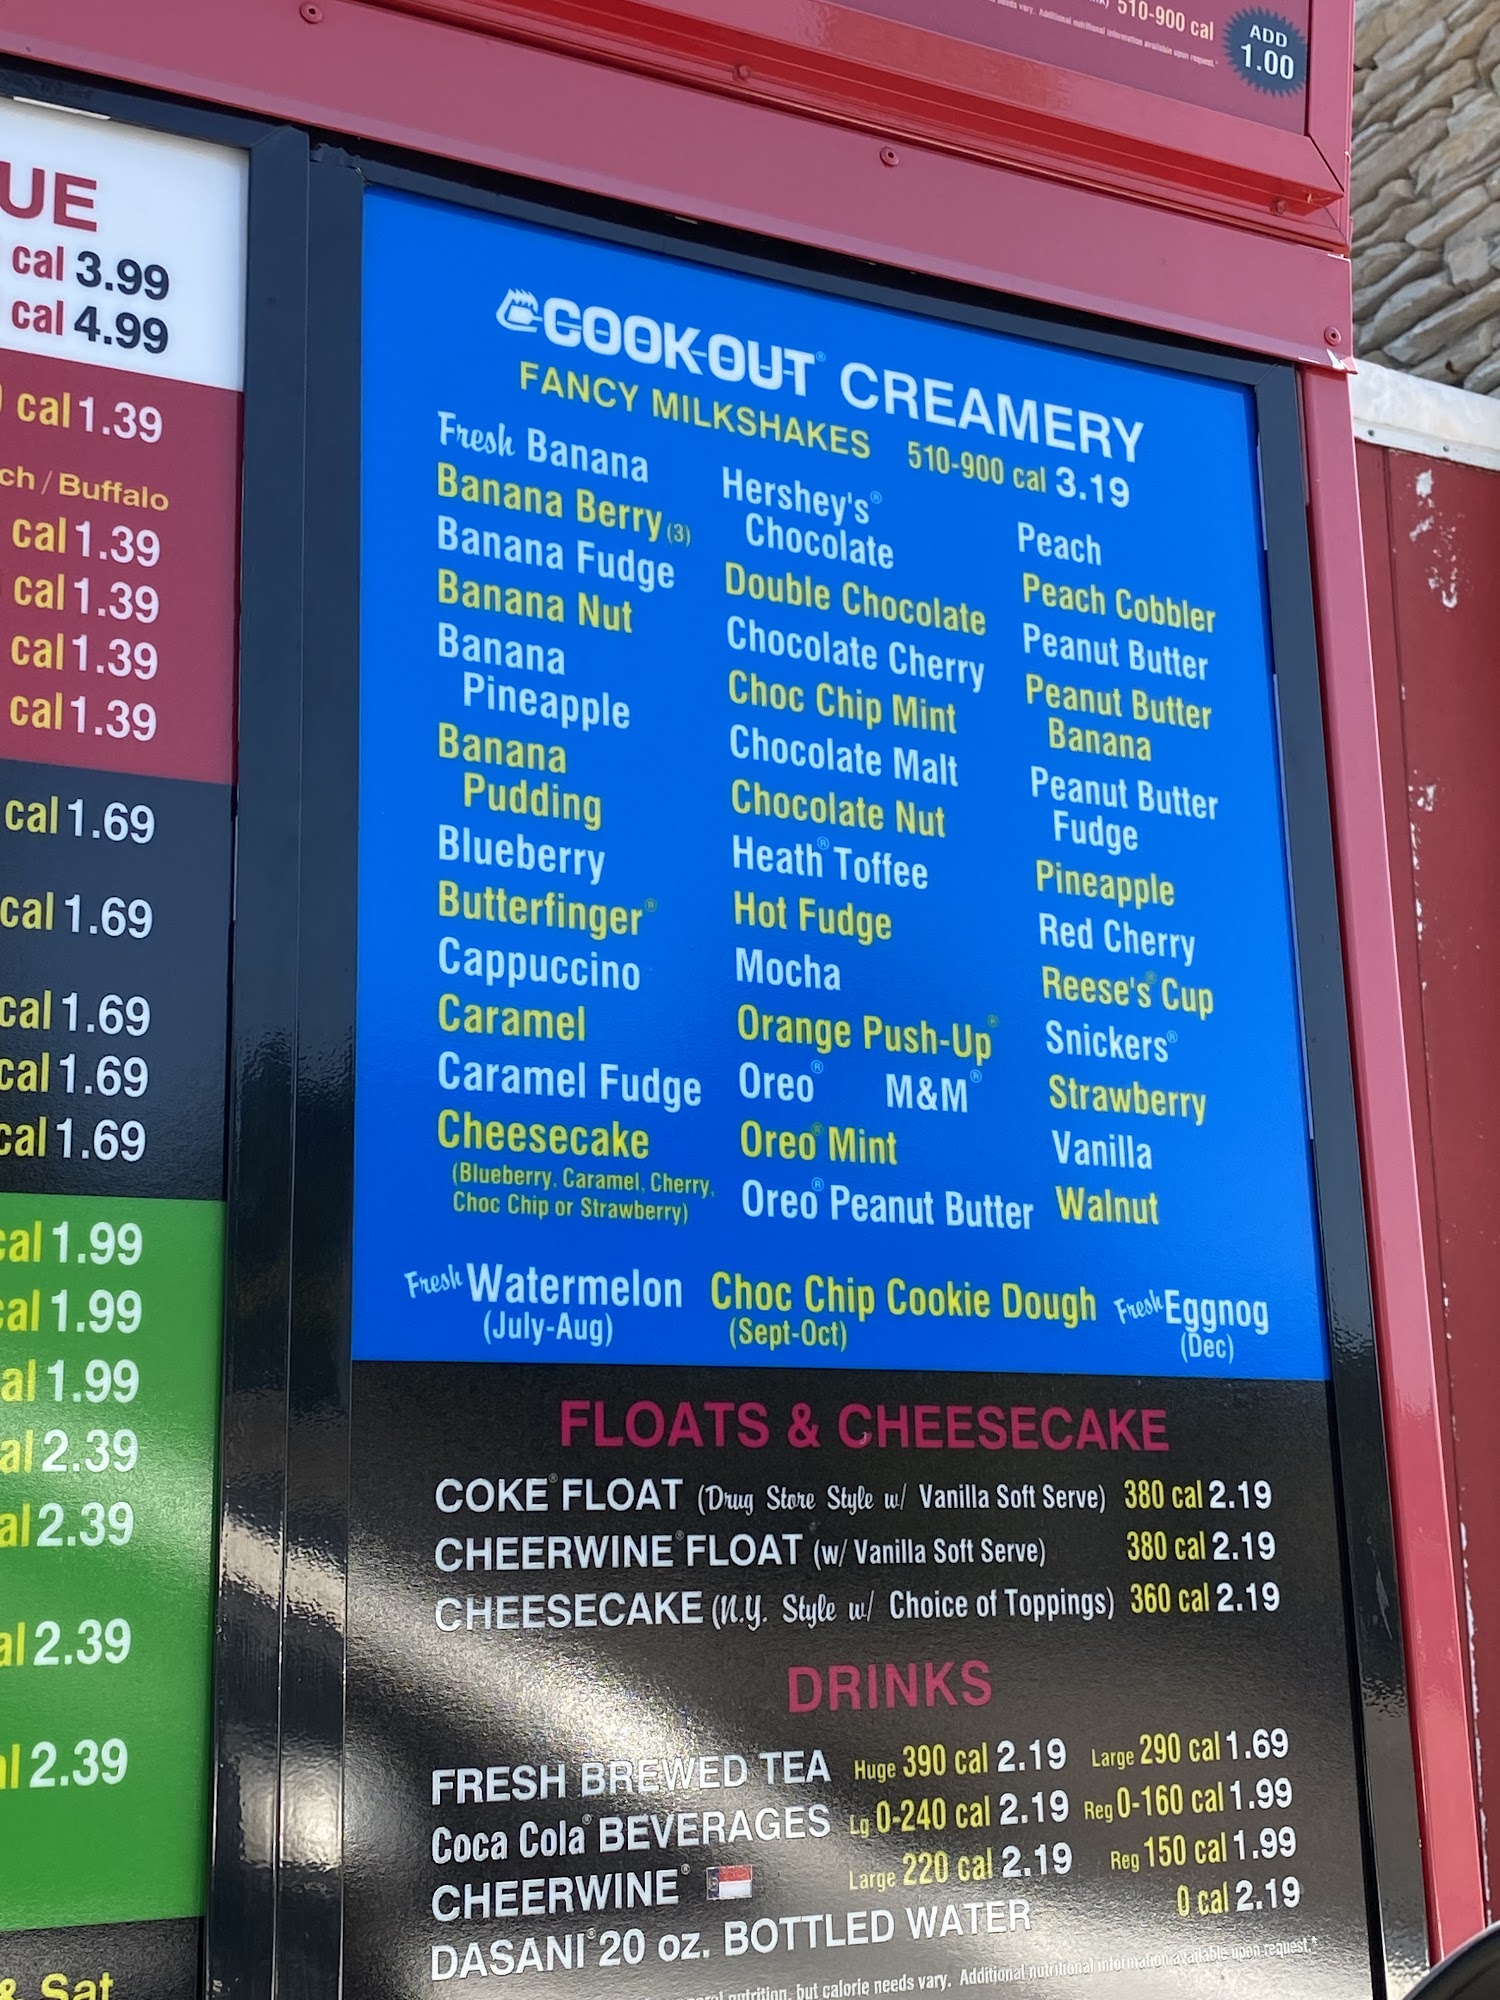 510-900 cal
ADD
1.00
UE
cal 3.99
cal 4.99
cal 1.39
ch / Buffalo
cal 1.39
cal 1.39
cal 1.39
cal 1.39
cal 1.69
cal 1.69
cal 1.69
cal 1.69
cal 1.69
cal 1.99
cal 1.99
al 1.99
al 2.39
al 2.39
al 2.39
al 2.39
& Sat
COOK-OUT® CREAMERY
FANCY MILKSHAKES 510-900 cal 3.19
Fresh Banana
Banana Berry (3)
Banana Fudge
Banana Nut
Banana
Pineapple
Banana
Pudding
Blueberry
Butterfinger®
Cappuccino
Caramel
Caramel Fudge
Cheesecake
(Blueberry, Caramel, Cherry,
Choc Chip or Strawberry)
Hershey's®
Chocolate
Double Chocolate
Chocolate Cherry
Choc Chip Mint
Chocolate Malt
Chocolate Nut
Heath® Toffee
Hot Fudge
Mocha
Orange Push-Up®
Oreo® M&M®
Oreo® Mint
Oreo® Peanut Butter
Peach
Peach Cobbler
Peanut Butter
Peanut Butter
Banana
Peanut Butter
Fudge
Pineapple
Red Cherry
Reese's® Cup
Snickers®
Strawberry
Vanilla
Walnut
Fresh Watermelon
(July-Aug)
Choc Chip Cookie Dough
(Sept-Oct)
Fresh Eggnog
(Dec)
FLOATS & CHEESECAKE
COKE® FLOAT (Drug Store Style w/ Vanilla Soft Serve) 380 cal 2.19
CHEERWINE® FLOAT (w/ Vanilla Soft Serve) 380 cal 2.19
CHEESECAKE (N.Y. Style w/ Choice of Toppings) 360 cal 2.19
DRINKS
FRESH BREWED TEA Huge 390 cal 2.19 Large 290 cal 1.69
Coca Cola® BEVERAGES Lg 0-240 cal 2.19 Reg 0-160 cal 1.99
CHEERWINE® Large 220 cal 2.19 Reg 150 cal 1.99
DASANI® 20 oz. BOTTLED WATER 0 cal 2.19
nutrition, but calorie needs vary. Additional nutritional information available upon request.*